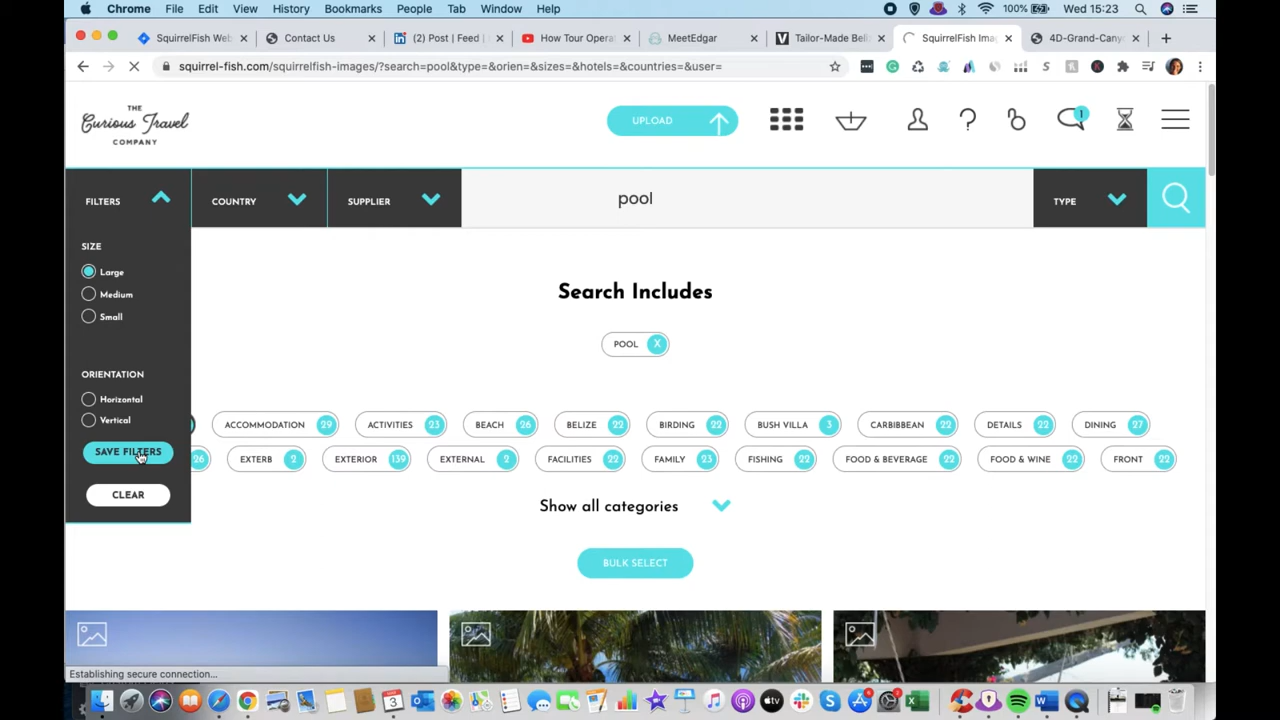 Chrome File Edit View History Bookmarks People Tab Window Help 100% Wed 15:23
SquirrelFish Web Contact Us (2) Post | Feed | How Tour Opera MeetEdgar Tailor-Made Beli SquirrelFish Ima 4D-Grand-Cany
squirrel-fish.com/squirrelfish-images/?search=pool&type=&orien=&sizes=&hotels=&countries=&user=
THE
Curious Travel
COMPANY
UPLOAD
1
FILTERS COUNTRY SUPPLIER pool TYPE
SIZE
Large
Medium
Small
ORIENTATION
Horizontal
Vertical
SAVE FILTERS
CLEAR
Search Includes
POOL X
ACCOMMODATION 29 ACTIVITIES 23 BEACH 26 BELIZE 22 BIRDING 22 BUSH VILLA 3 CARIBBEAN 22 DETAILS 22 DINING 27
26 EXTERB 2 EXTERIOR 139 EXTERNAL 2 FACILITIES 22 FAMILY 23 FISHING 22 FOOD & BEVERAGE 22 FOOD & WINE 22 FRONT 22
Show all categories
BULK SELECT
Establishing secure connection...